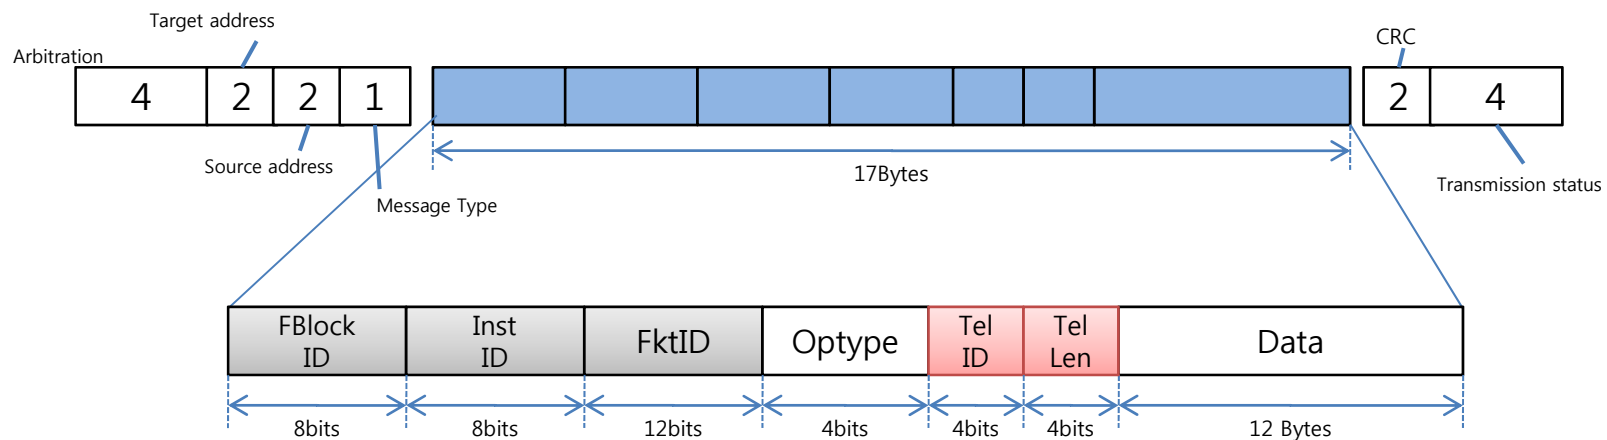 Target address
Arbitration
CRC
4
2
2
1
2
4
Source address
17Bytes
Transmission status
Message Type
FBlock
ID
Inst
ID
FktID
Optype
Tel
ID
Tel
Len
Data
8bits
8bits
12bits
4bits
4bits
4bits
12 Bytes